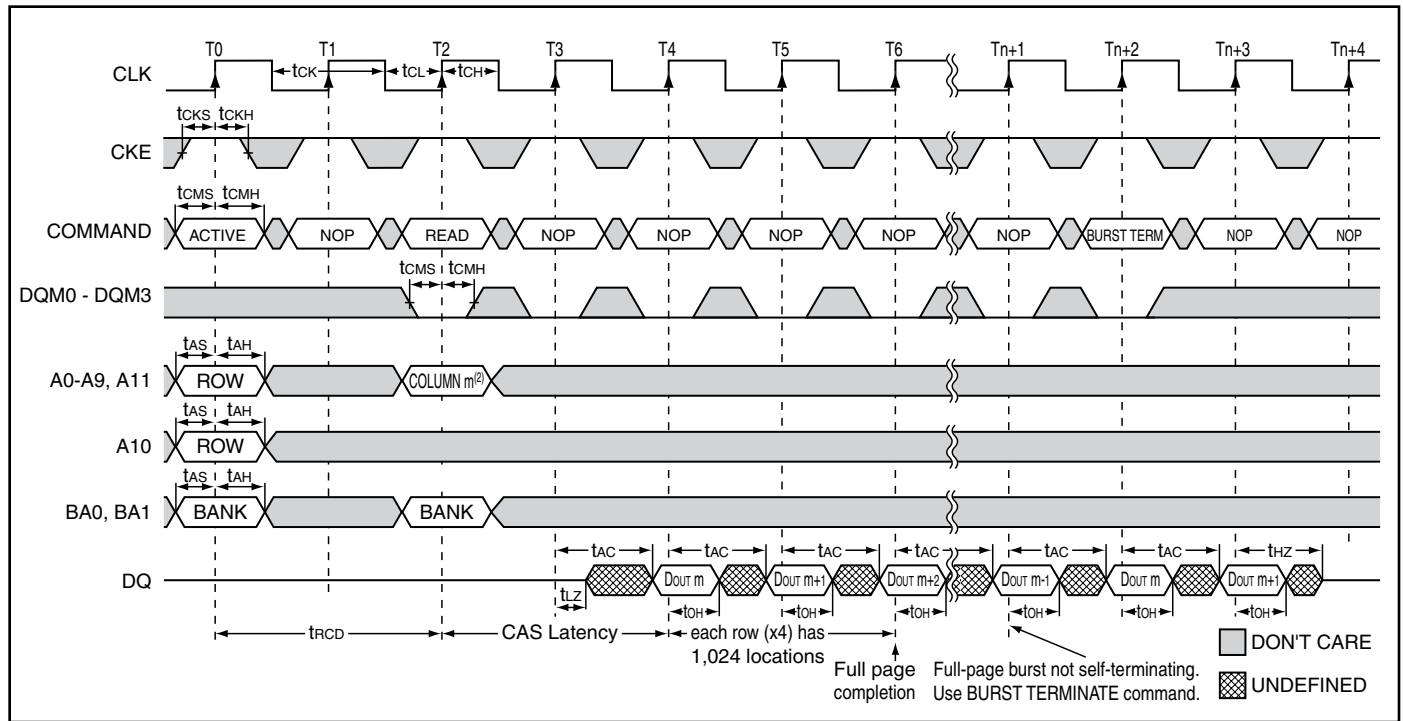 T0 T1 T2 T3 T4 T5 T6 Tn+1 Tn+2 Tn+3 Tn+4
CLK tCK tCL tCH
tCKS tCKH
CKE
tCMS tCMH
COMMAND ACTIVE NOP READ NOP NOP NOP NOP NOP BURST TERM NOP NOP
tCMS tCMH
DQM0 - DQM3
tAS tAH
A0-A9, A11 ROW COLUMN m(2)
tAS tAH
A10 ROW
tAS tAH
BA0, BA1 BANK BANK
tAC tAC tAC tAC tAC tAC tHZ
DQ DOUT m DOUT m+1 DOUT m+2 DOUT m-1 DOUT m DOUT m+1
tLZ tOH tOH tOH tOH tOH tOH
tRCD CAS Latency each row (x4) has
1,024 locations
Full page
completion
Full-page burst not self-terminating.
Use BURST TERMINATE command.
DON'T CARE
UNDEFINED